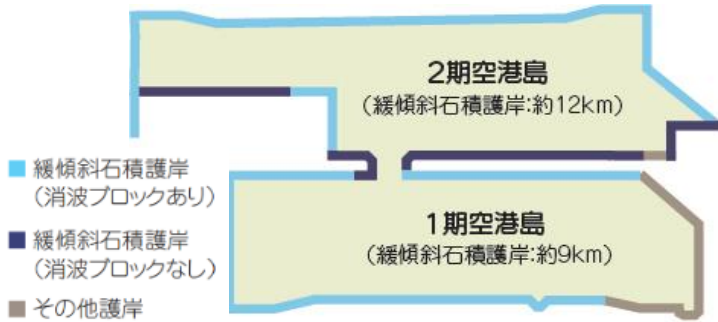 2期空港島
（緩傾斜石積護岸：約12km）
緩傾斜石積護岸
（消波ブロックあり）
緩傾斜石積護岸
（消波ブロックなし）
その他護岸
1期空港島
（緩傾斜石積護岸：約9km）